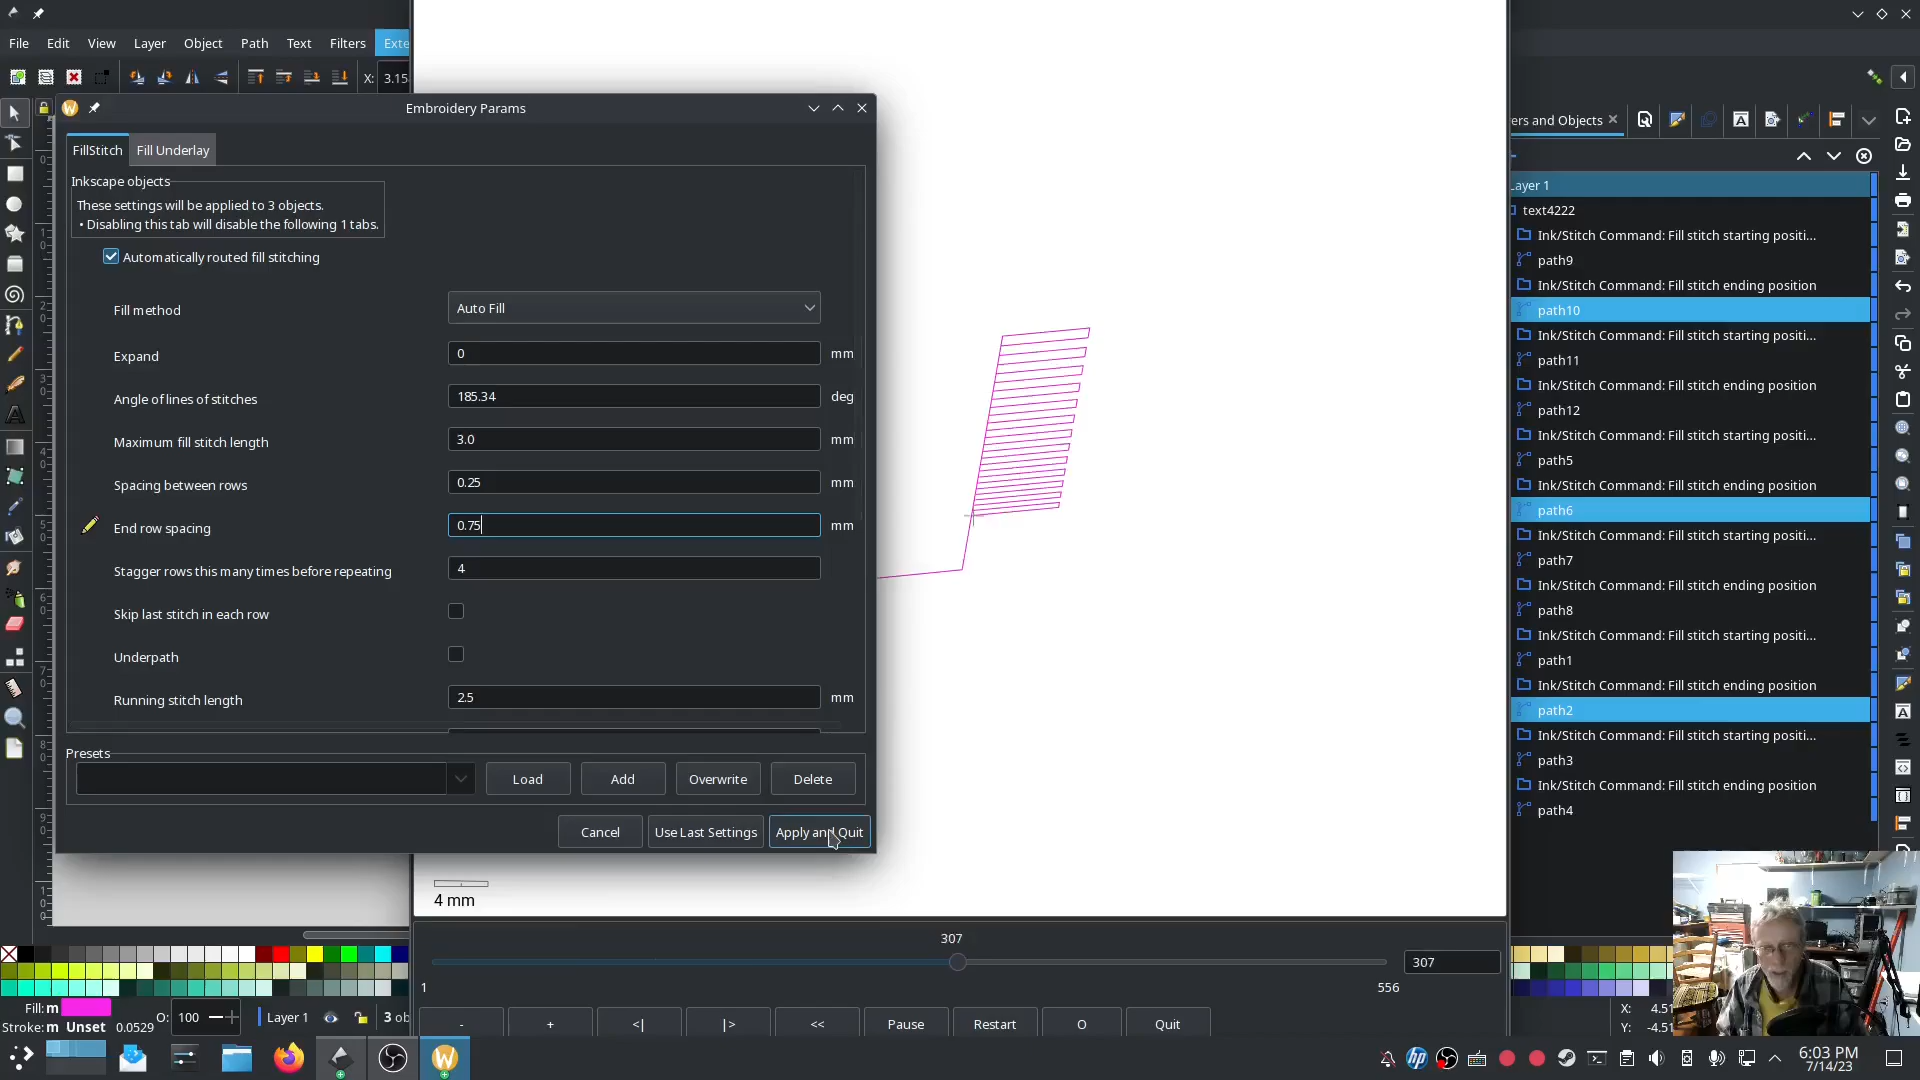 File Edit View Layer Object Path Text Filters Exte
X: 3.15
Embroidery Params
FillStitch Fill Underlay
Inkscape objects
These settings will be applied to 3 objects.
• Disabling this tab will disable the following 1 tabs.
Automatically routed fill stitching
Fill method Auto Fill
Expand 0 mm
Angle of lines of stitches 185.34 deg
Maximum fill stitch length 3.0 mm
Spacing between rows 0.25 mm
End row spacing 0.75 mm
Stagger rows this many times before repeating 4
Skip last stitch in each row
Underpath
Running stitch length 2.5 mm
Presets
Load Add Overwrite Delete
Cancel Use Last Settings Apply and Quit
4 mm
307
307
1 556
- + <| |> << Pause Restart O Quit
ers and Objects
Layer 1
text4222
Ink/Stitch Command: Fill stitch starting positi...
path9
Ink/Stitch Command: Fill stitch ending position
path10
Ink/Stitch Command: Fill stitch starting positi...
path11
Ink/Stitch Command: Fill stitch ending position
path12
Ink/Stitch Command: Fill stitch starting positi...
path5
Ink/Stitch Command: Fill stitch ending position
path6
Ink/Stitch Command: Fill stitch starting positi...
path7
Ink/Stitch Command: Fill stitch ending position
path8
Ink/Stitch Command: Fill stitch starting positi...
path1
Ink/Stitch Command: Fill stitch ending position
path2
Ink/Stitch Command: Fill stitch starting positi...
path3
Ink/Stitch Command: Fill stitch ending position
path4
Fill: m
Stroke: m Unset 0.0529
O: 100
Layer 1
3 ob
X: 4.51
Y: -4.51
6:03 PM
7/14/23